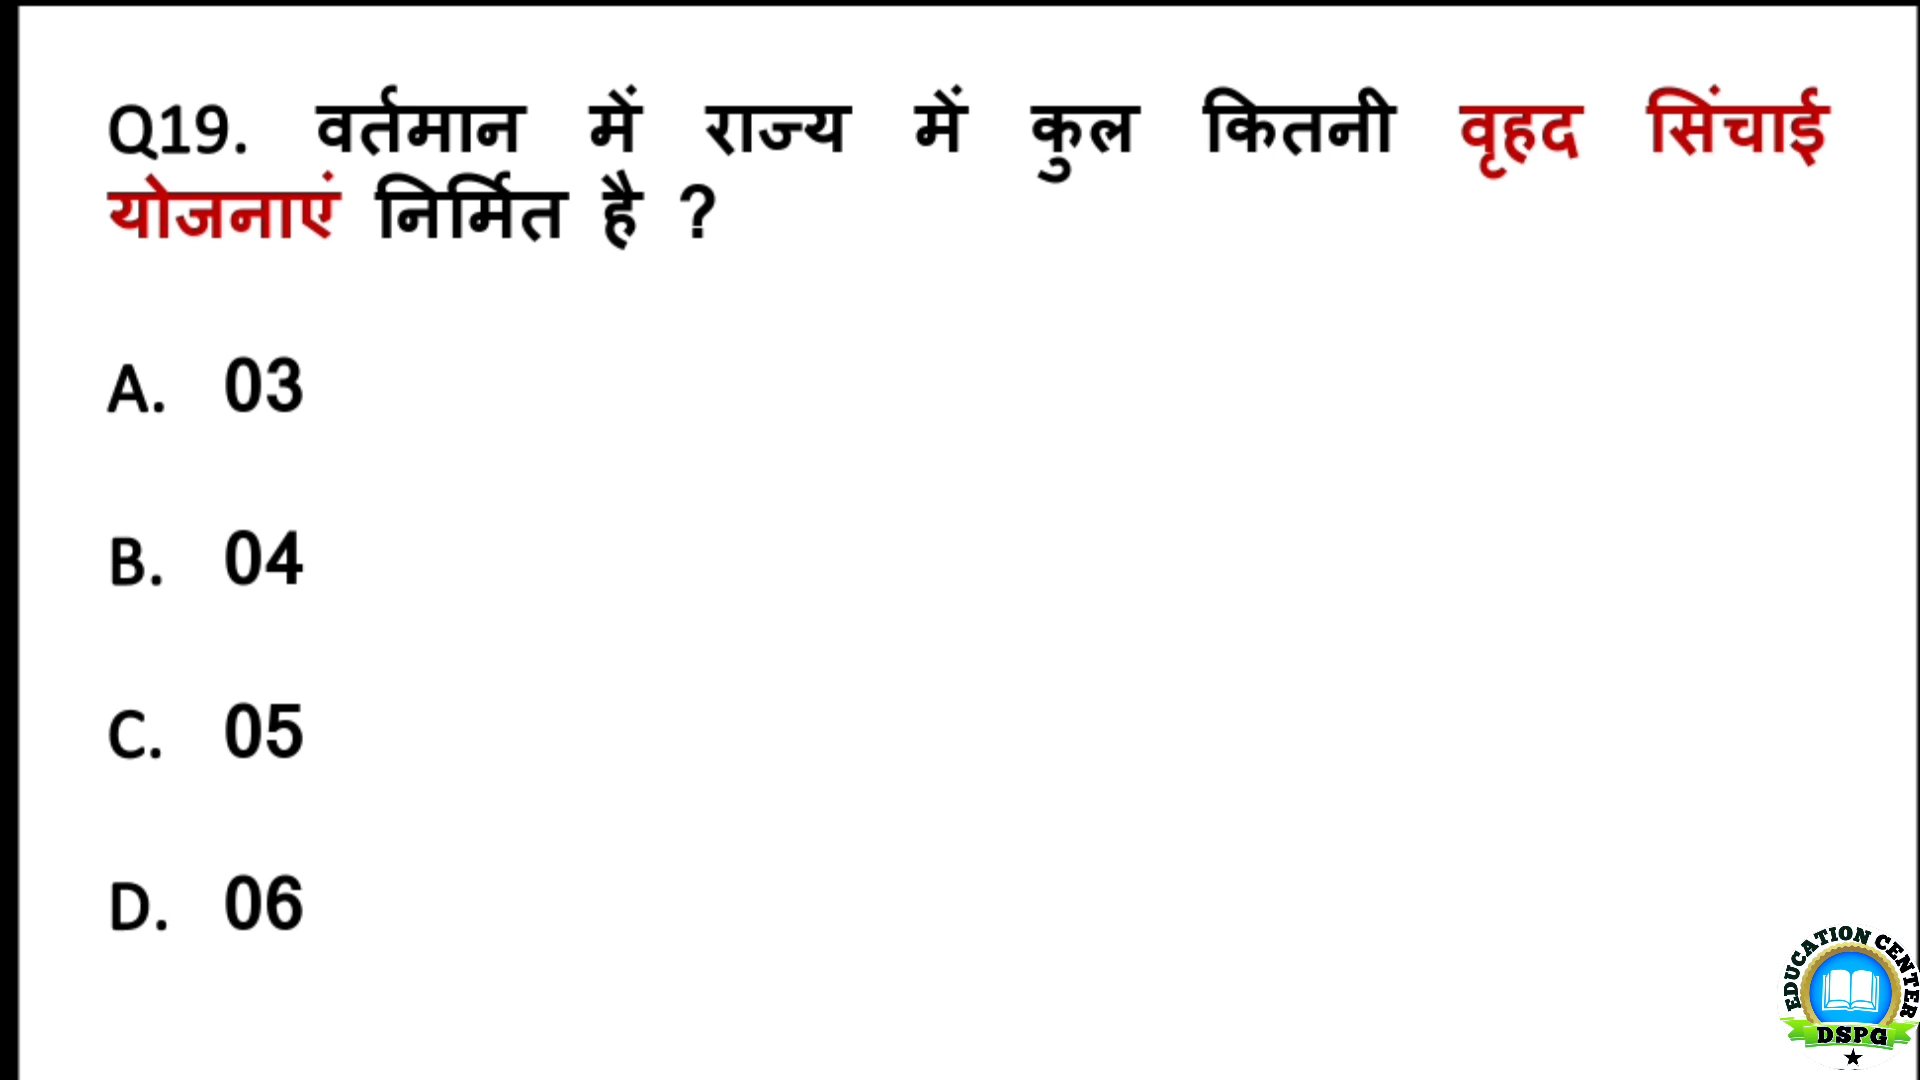 Q19. वर्तमान में राज्य में कुल कितनी वृहद सिंचाई
योजनाएं निर्मित है ?
A. 03
B. 04
C. 05
D. 06
EDUCATION CENTER
DSPG